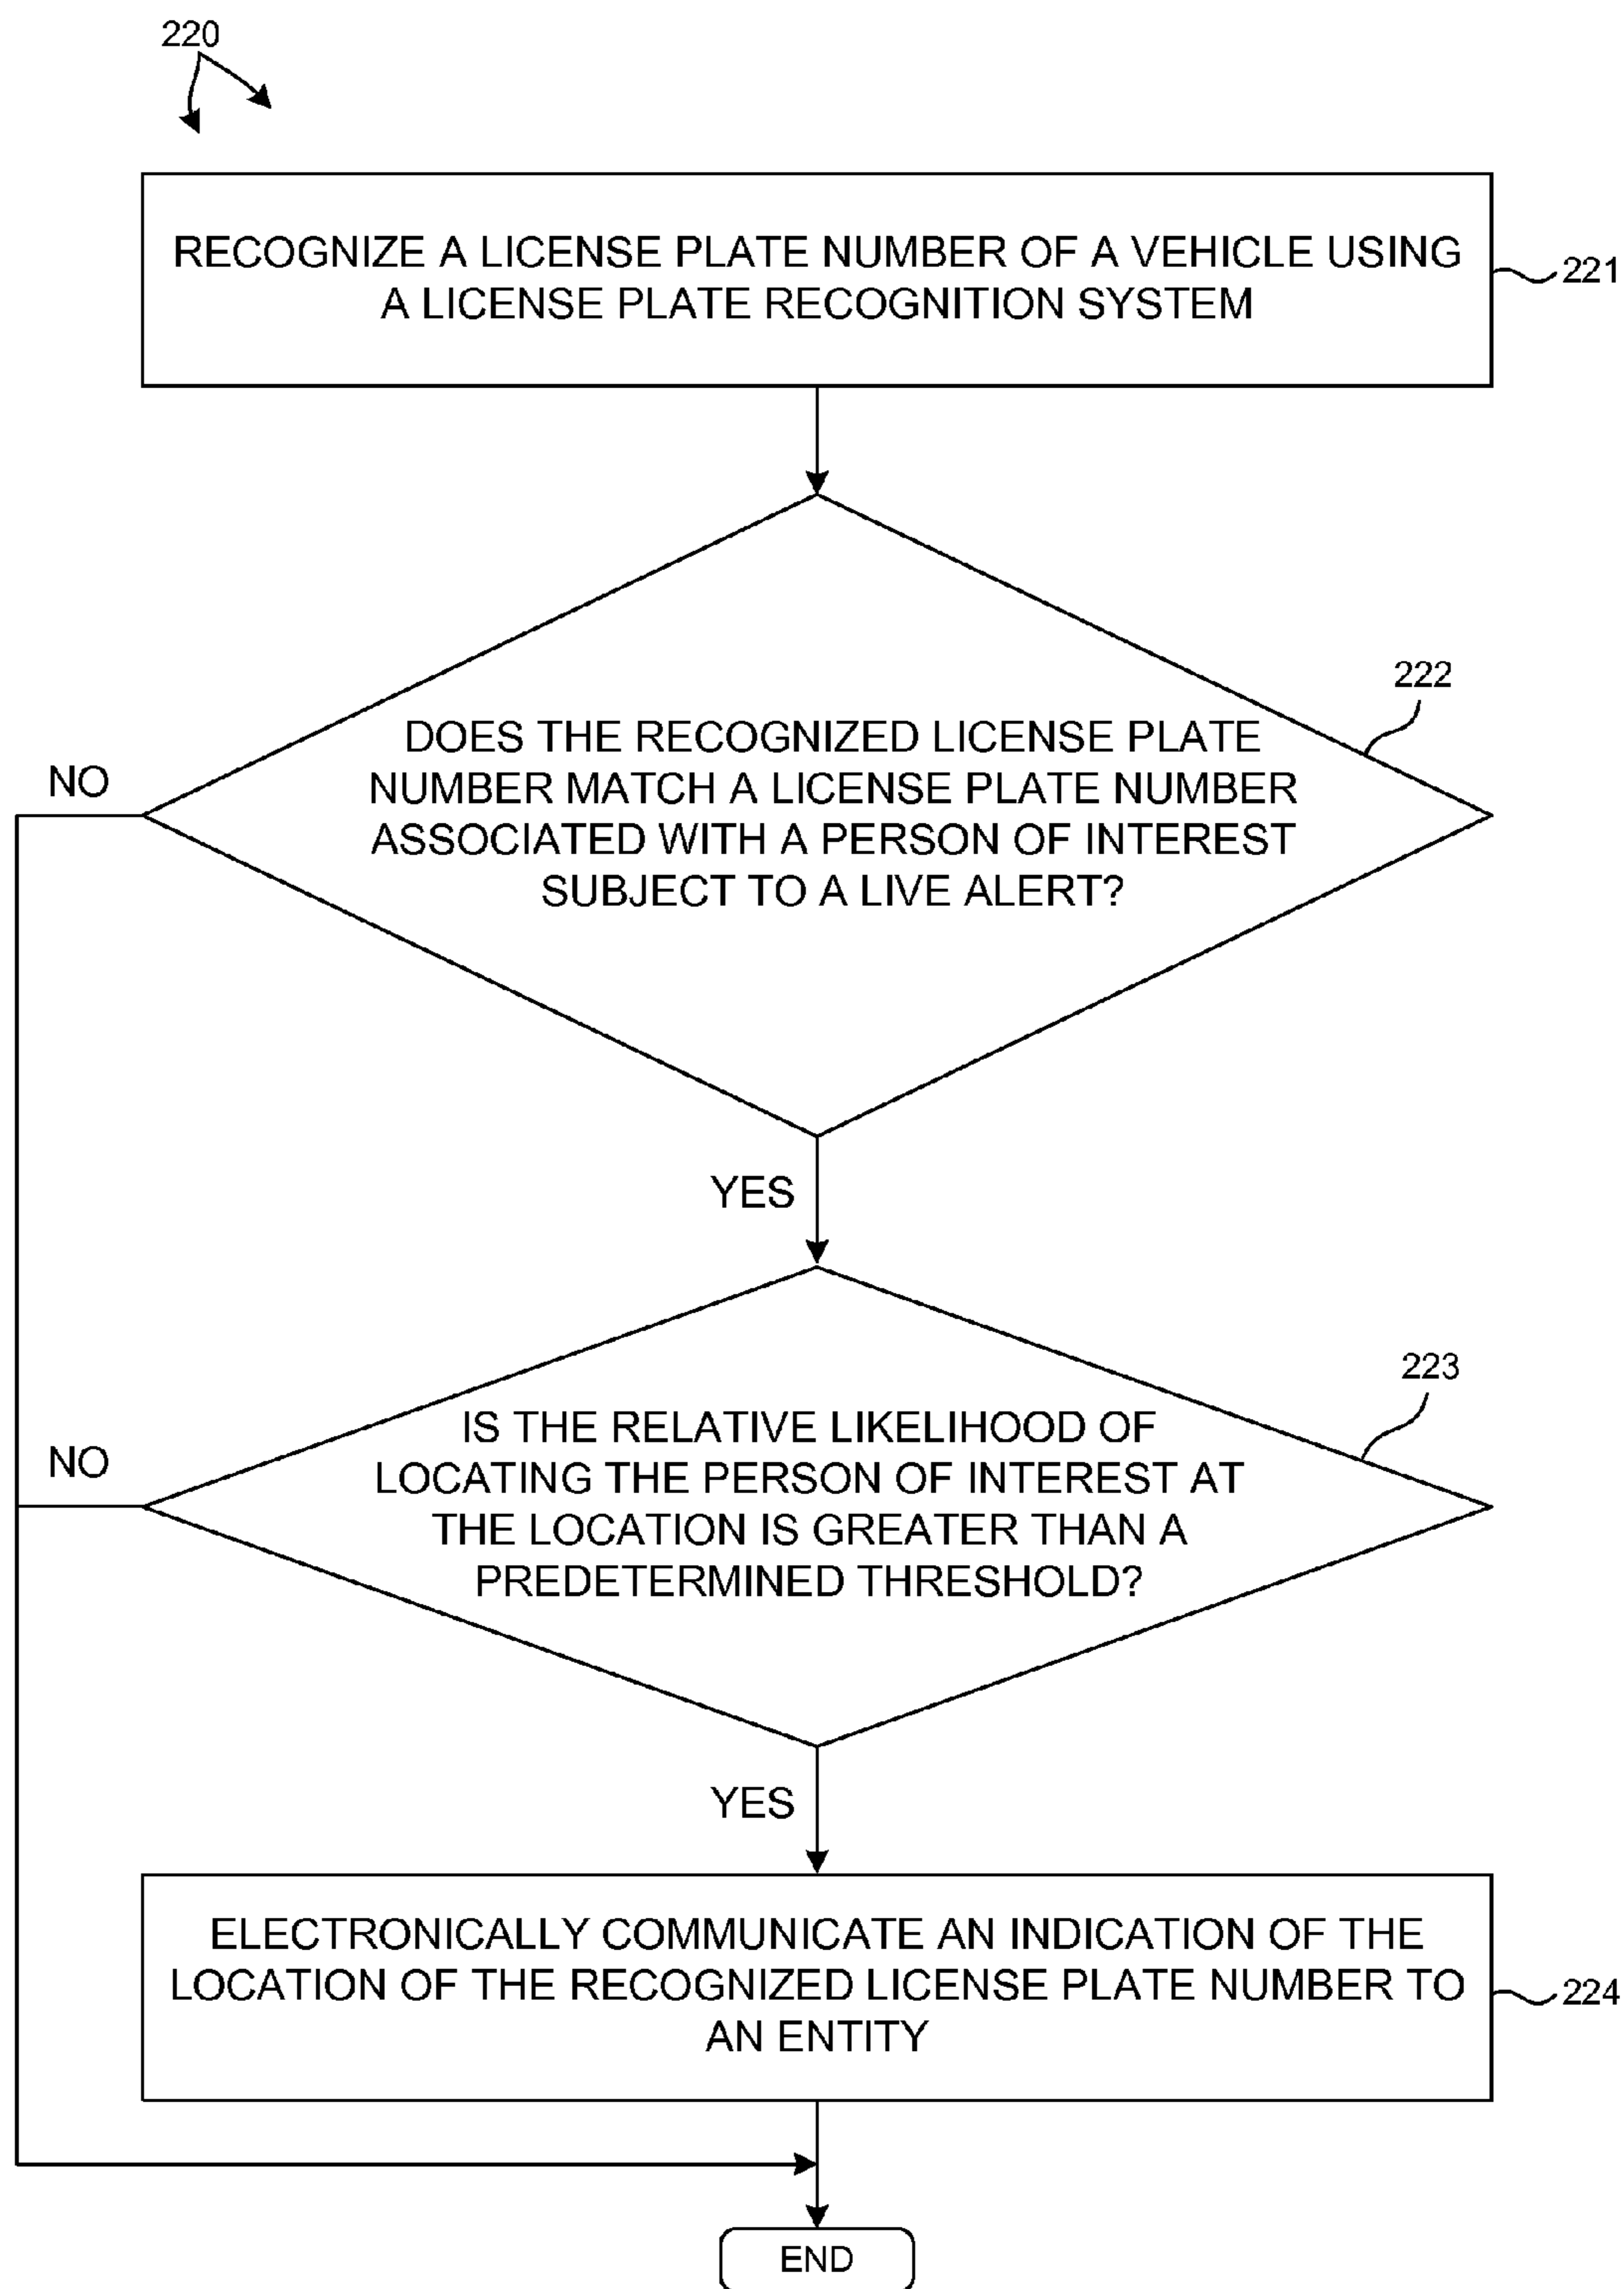 220
RECOGNIZE A LICENSE PLATE NUMBER OF A VEHICLE USING
A LICENSE PLATE RECOGNITION SYSTEM
221
222
DOES THE RECOGNIZED LICENSE PLATE
NUMBER MATCH A LICENSE PLATE NUMBER
ASSOCIATED WITH A PERSON OF INTEREST
SUBJECT TO A LIVE ALERT?
NO
YES
223
IS THE RELATIVE LIKELIHOOD OF
LOCATING THE PERSON OF INTEREST AT
THE LOCATION IS GREATER THAN A
PREDETERMINED THRESHOLD?
NO
YES
ELECTRONICALLY COMMUNICATE AN INDICATION OF THE
LOCATION OF THE RECOGNIZED LICENSE PLATE NUMBER TO
AN ENTITY
224
END